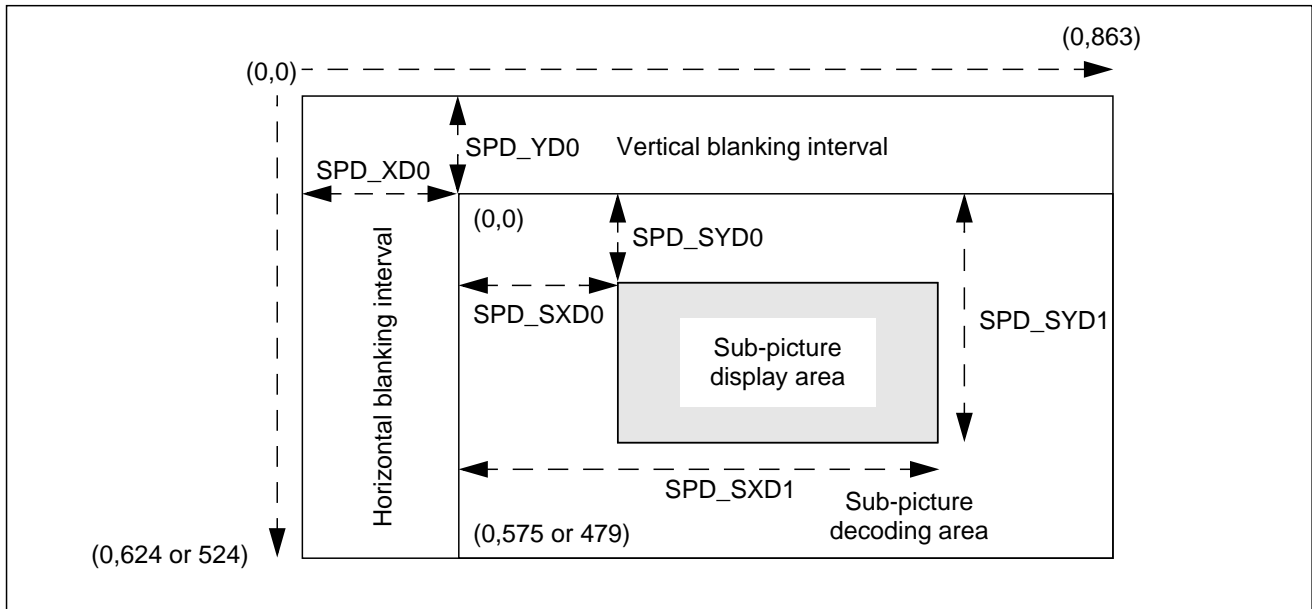 (0,863)
(0,0)
SPD_YD0
Vertical blanking interval
SPD_XD0
(0,0)
SPD_SYD0
Horizontal blanking interval
SPD_SXD0
SPD_SYD1
Sub-picture
display area
SPD_SXD1
Sub-picture
decoding area
(0,575 or 479)
(0,624 or 524)